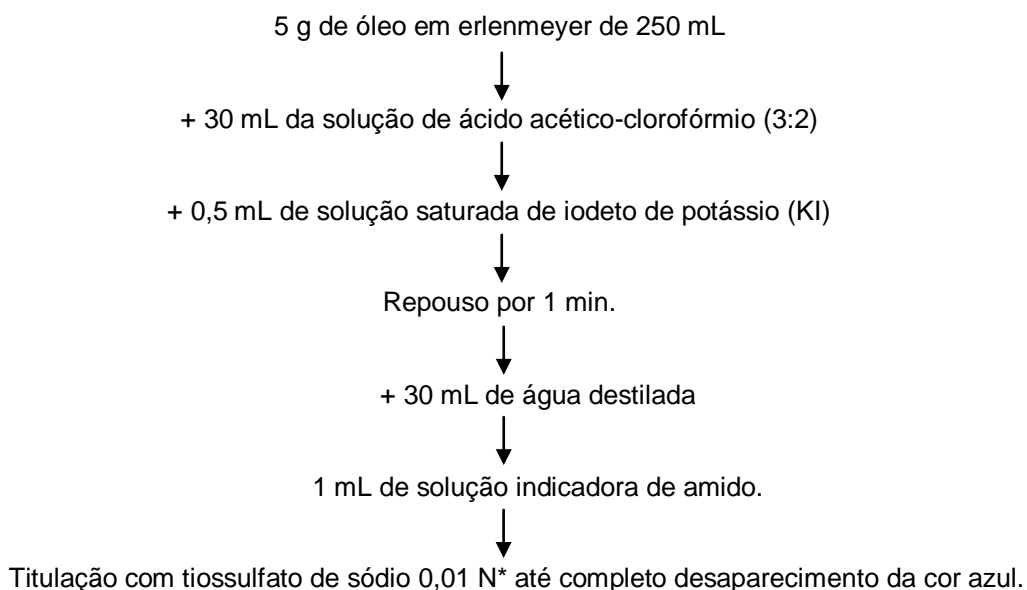 5 g de óleo em erlenmeyer de 250 mL
+ 30 mL da solução de ácido acético-clorofórmio (3:2)
+ 0,5 mL de solução saturada de iodeto de potássio (KI)
Repouso por 1 min.
+ 30 mL de água destilada
1 mL de solução indicadora de amido.
Titulação com tiossulfato de sódio 0,01 N* até completo desaparecimento da cor azul.